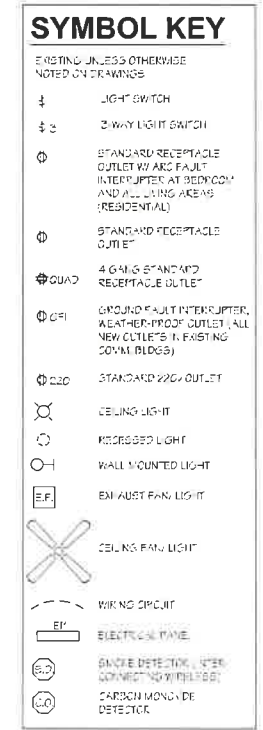 SYMBOL KEY
EXISTING UNLESS OTHERWISE
NOTED ON DRAWINGS
$ LIGHT SWITCH
$ 3 3-WAY LIGHT SWITCH
STANDARD RECEPTACLE
OUTLET W/ ARC FAULT
INTERRUPTER AT BEDROOM
AND ALL LIVING AREAS
(RESIDENTIAL)
STANDARD RECEPTACLE
OUTLET
QUAD 4 GANG STANDARD
RECEPTACLE OUTLET
GFI GROUND FAULT INTERRUPTER,
WEATHER-PROOF OUTLET (ALL
NEW OUTLETS IN EXISTING
COMM. BLDGS)
220 STANDARD 220v OUTLET
CEILING LIGHT
RECESSED LIGHT
WALL MOUNTED LIGHT
E.F. EXHAUST FAN/ LIGHT
CEILING FAN/ LIGHT
WIRING CIRCUIT
EP ELECTRICAL PANEL
S.D. SMOKE DETECTOR (INTER-
CONNECTING WIRELESS)
C.O. CARBON MONOXIDE
DETECTOR